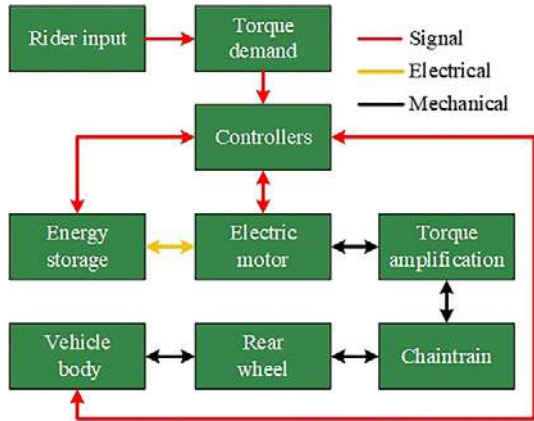 Rider input
Torque
demand
Signal
Electrical
Mechanical
Controllers
Energy
storage
Electric
motor
Torque
amplification
Vehicle
body
Rear
wheel
Chaintrain